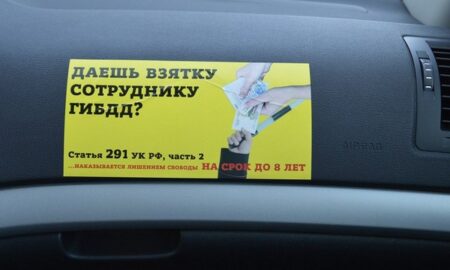 ДАЕШЬ ВЗЯТКУ
СОТРУДНИКУ
ГИБДД?
Статья 291 УК РФ, часть 2
...НАКАЗЫВАЕТСЯ ЛИШЕНИЕМ СВОБОДЫ НА СРОК ДО 8 ЛЕТ
AIRBAG